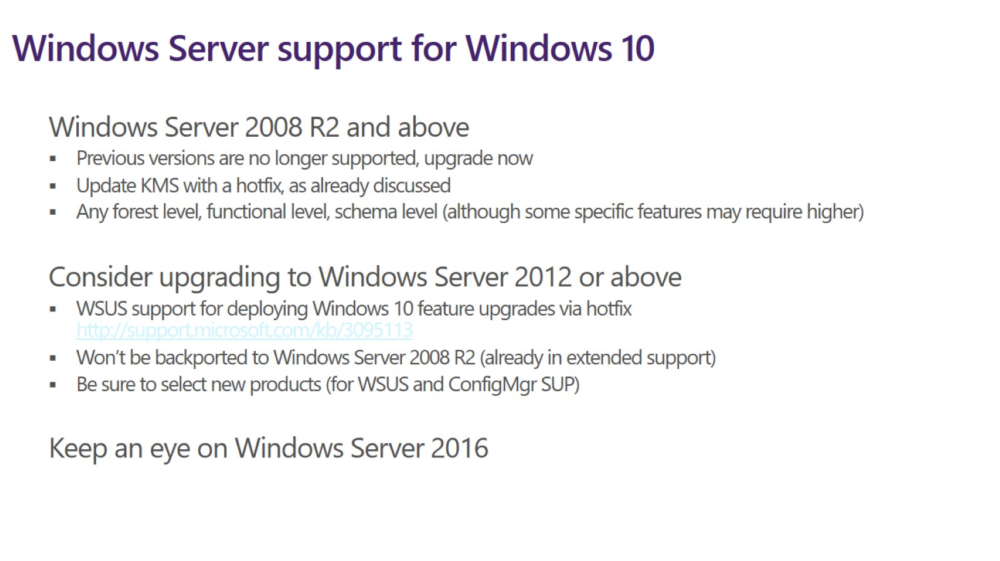 Windows Server support for Windows 10
Windows Server 2008 R2 and above
▪ Previous versions are no longer supported, upgrade now
▪ Update KMS with a hotfix, as already discussed
▪ Any forest level, functional level, schema level (although some specific features may require higher)
Consider upgrading to Windows Server 2012 or above
▪ WSUS support for deploying Windows 10 feature upgrades via hotfix
http://support.microsoft.com/kb/3095113
▪ Won't be backported to Windows Server 2008 R2 (already in extended support)
▪ Be sure to select new products (for WSUS and ConfigMgr SUP)
Keep an eye on Windows Server 2016